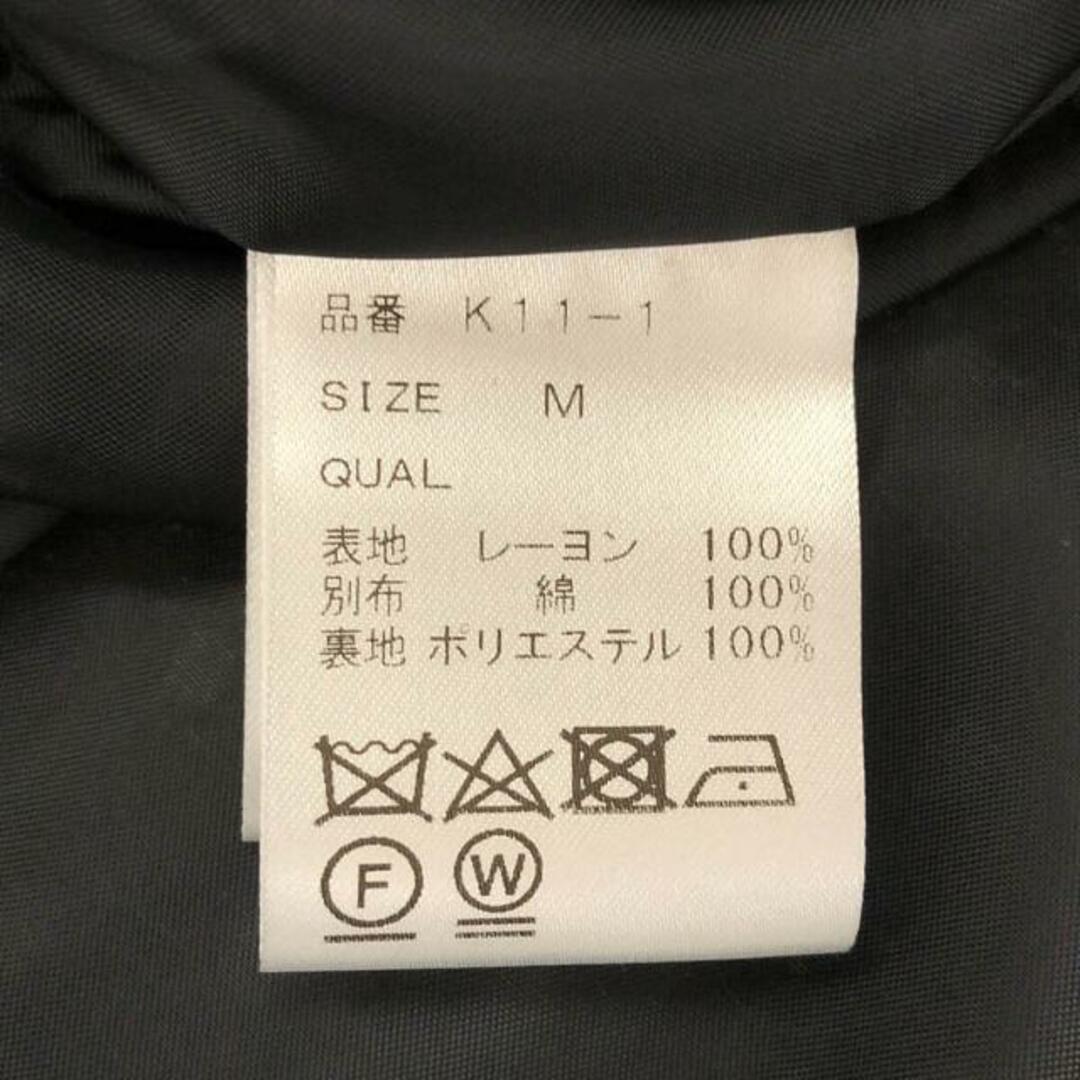 品番 K11-1
SIZE M
QUAL
表地 レーヨン 100%
別布 綿 100%
裏地 ポリエステル 100%
F W